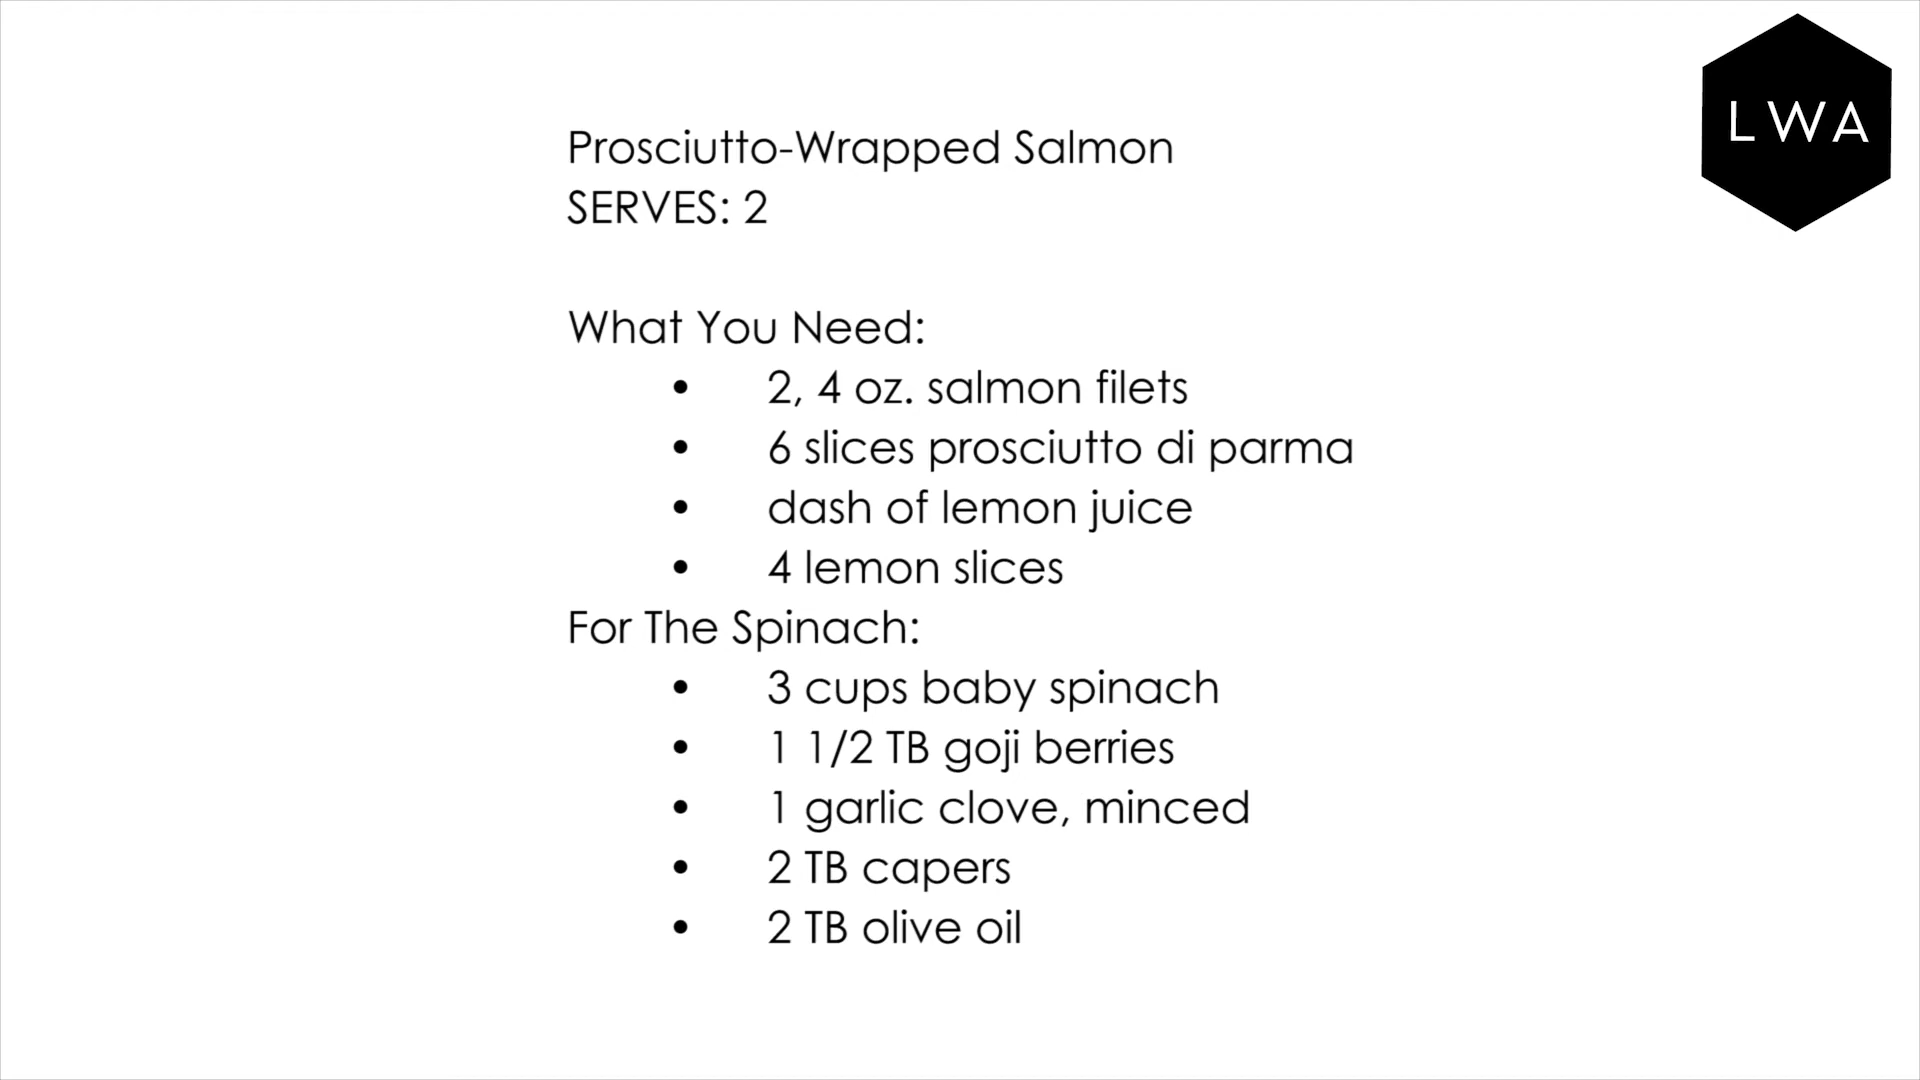 LWA
Prosciutto-Wrapped Salmon
SERVES: 2
What You Need:
• 2, 4 oz. salmon filets
• 6 slices prosciutto di parma
• dash of lemon juice
• 4 lemon slices
For The Spinach:
• 3 cups baby spinach
• 1 1/2 TB goji berries
• 1 garlic clove, minced
• 2 TB capers
• 2 TB olive oil